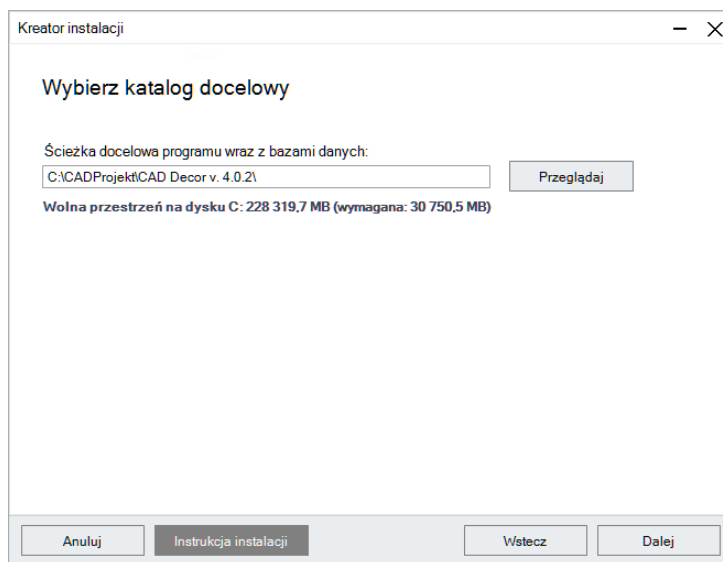 Kreator instalacji
Wybierz katalog docelowy
Ścieżka docelowa programu wraz z bazami danych:
C:\CADProjekt\CAD Decor v. 4.0.2\
Przeglądaj
Wolna przestrzeń na dysku C: 228 319,7 MB (wymagana: 30 750,5 MB)
Anuluj
Instrukcja instalacji
Wstecz
Dalej